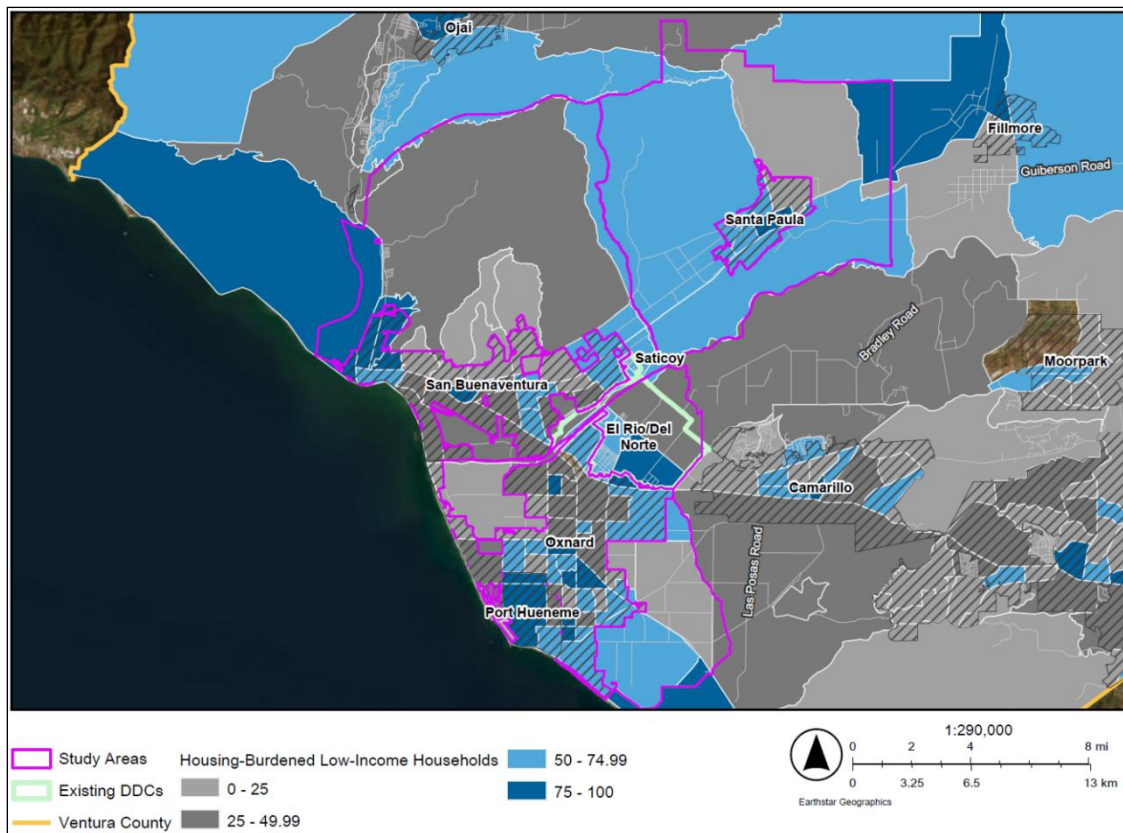 Ojai
Fillmore
Guiberson Road
Santa Paula
Bradley Road
Saticoy
Moorpark
San Buenaventura
El Rio/Del
Norte
Camarillo
Oxnard
Las Posas Road
Port Hueneme
Study Areas
Existing DDCs
Ventura County
Housing-Burdened Low-Income Households
0 - 25
25 - 49.99
50 - 74.99
75 - 100
1:290,000
0 2 4 8 mi
0 3.25 6.5 13 km
Earthstar Geographics